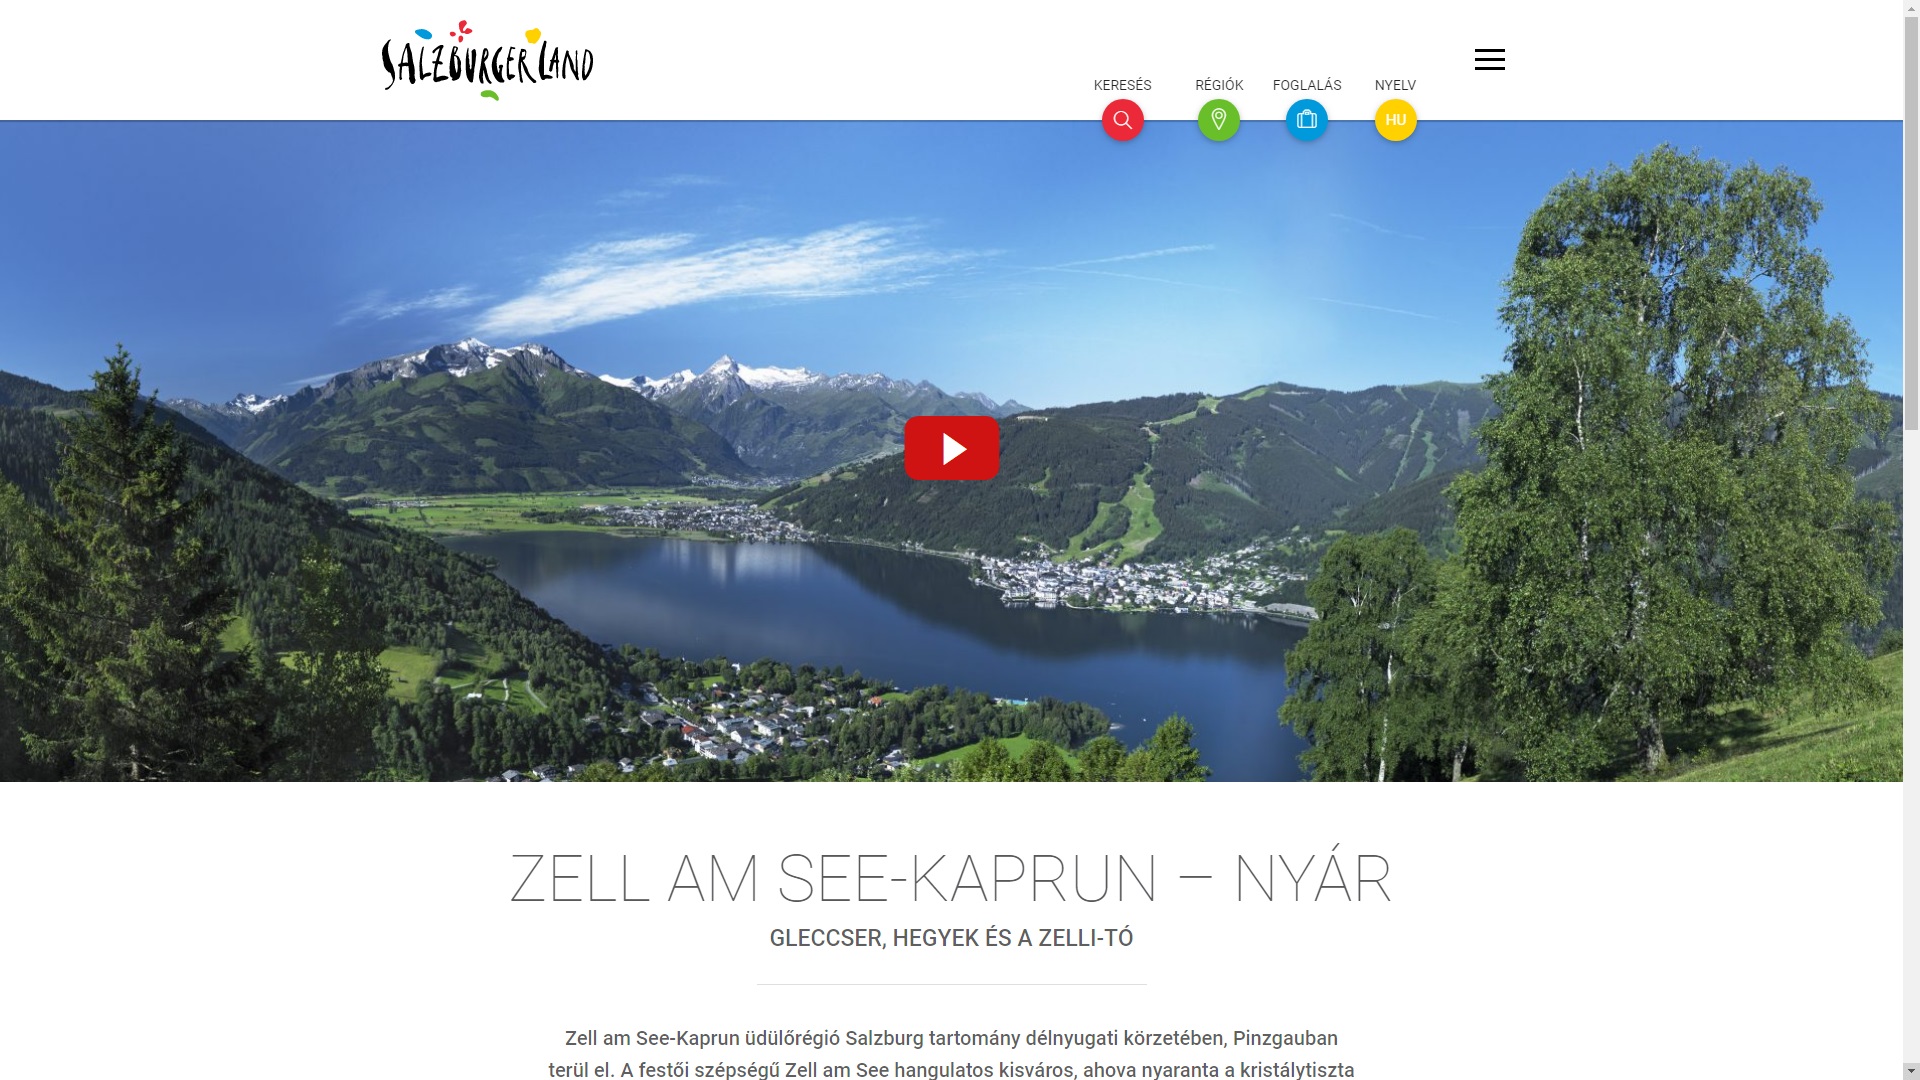 SALZBURGERLAND
KERESÉS
RÉGIÓK
FOGLALÁS
NYELV
HU
ZELL AM SEE-KAPRUN – NYÁR
GLECCSER, HEGYEK ÉS A ZELLI-TÓ
Zell am See-Kaprun üdülőrégió Salzburg tartomány délnyugati körzetében, Pinzgauban
terül el. A festői szépségű Zell am See hangulatos kisváros, ahova nyaranta a kristálytiszta